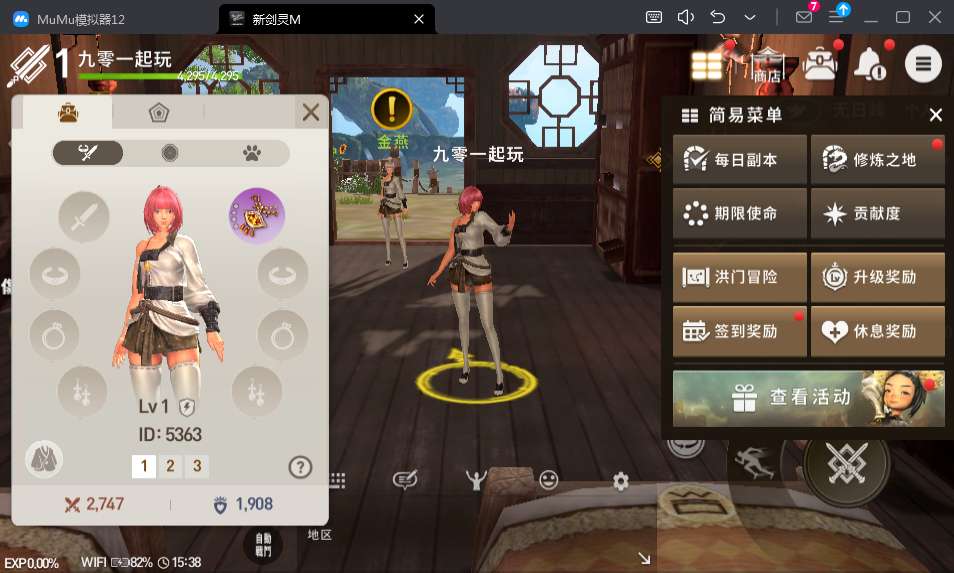 MuMu模拟器12
新剑灵M
7
1
九零一起玩
4,295/4,295
商店
简易菜单
金燕
九零一起玩
每日副本
修炼之地
期限使命
贡献度
洪门冒险
升级奖励
签到奖励
休息奖励
查看活动
Lv 1
ID: 5363
1 2 3
?
2,747
1,908
自動
戰鬥
地区
EXP0.00%
WIFI 82% 15:38